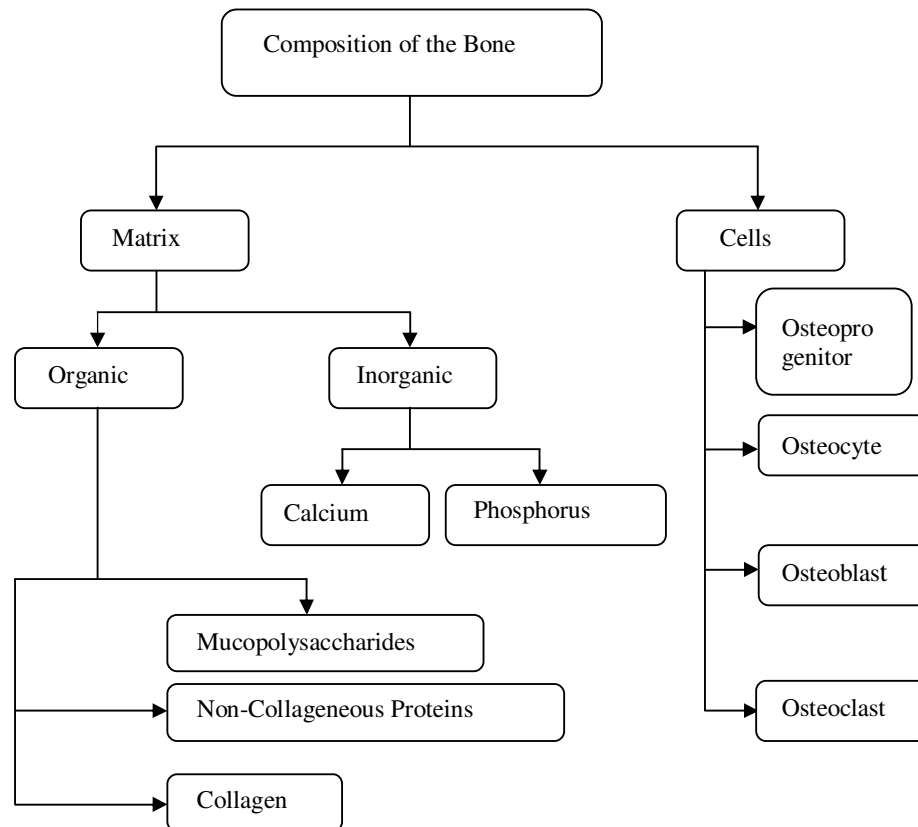 Composition of the Bone
Matrix
Cells
Osteopro
genitor
Organic
Inorganic
Osteocyte
Calcium
Phosphorus
Osteoblast
Mucopolysaccharides
Non-Collageneous Proteins
Osteoclast
Collagen